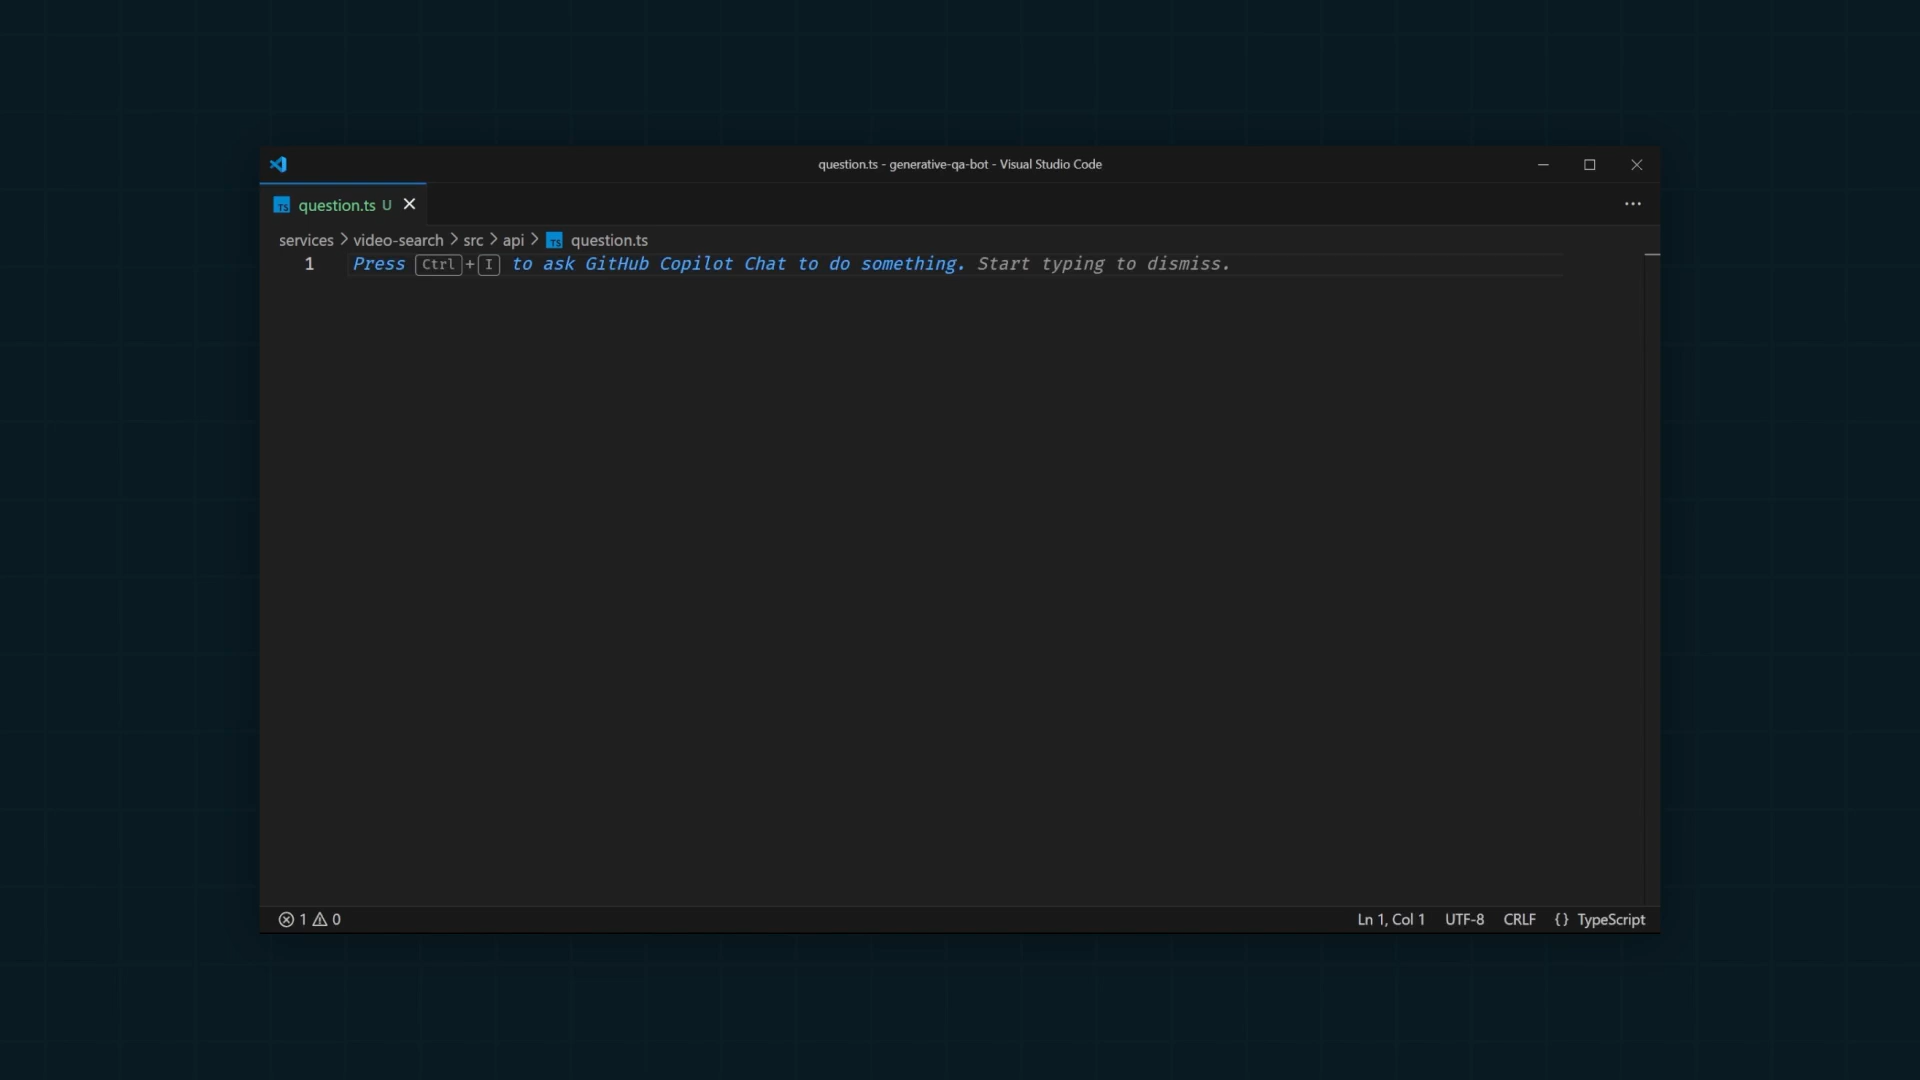 question.ts - generative-qa-bot - Visual Studio Code
TS question.ts U
services > video-search > src > api > TS question.ts
1 Press Ctrl+I to ask GitHub Copilot Chat to do something. Start typing to dismiss.
1 0 Ln 1, Col 1 UTF-8 CRLF {} TypeScript